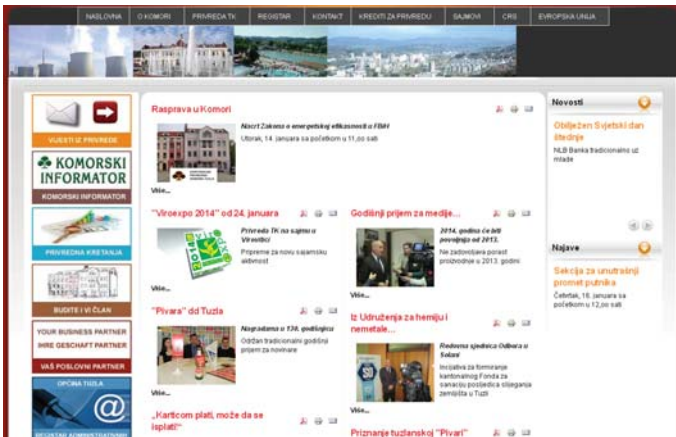 NASLOVNA
O KOMORI
PRIVREDA TK
REGISTAR
KONTAKT
KREDITI ZA PRIVREDU
SAJMOVI
CRS
EVROPSKA UNIJA
VIJESTI IZ PRIVREDE
KOMORSKI
INFORMATOR
KOMORSKI INFORMATOR
PRIVREDNA KRETANJA
BUDITE I VI ČLAN
YOUR BUSINESS PARTNER
IHRE GESCHAFT PARTNER
VAŠ POSLOVNI PARTNER
OPĆINA TUZLA
REGISTAR ADMINISTRATIVNIH
Rasprava u Komori
Nacrt Zakona o energetskoj efikasnosti u FBiH
Utorak, 14. januara sa početkom u 11,oo sati
Više...
"Viroexpo 2014" od 24. januara
Privreda TK na sajmu u
Virovitici
Pripreme za novu sajamsku
aktivnost
Više...
Godišnji prijem za medije...
2014. godina će biti
povoljnija od 2013.
Ne zadovoljava porast
proizvodnje u 2013. godini
Više...
"Pivara" dd Tuzla
Nagradama u 130. godišnjicu
Održan tradicionalni godišnji
prijem za novinare
Više...
Iz Udruženja za hemiju i
nemetale...
Redovna sjednica Odbora u
Solani
Inicijativa za formiranje
kantonalnog Fonda za
sanaciju posljedica slijeganja
zemljišta u Tuzli
Više...
„Karticom plati, može da se
isplati!“
Priznanje tuzlanskoj "Pivari"
Novosti
Obilježen Svjetski dan
štednje
NLB Banka tradicionalno uz
mlade
Najave
Sekcija za unutrašnji
promet putnika
Četvrtak, 16. januara sa
početkom u 12,oo sati